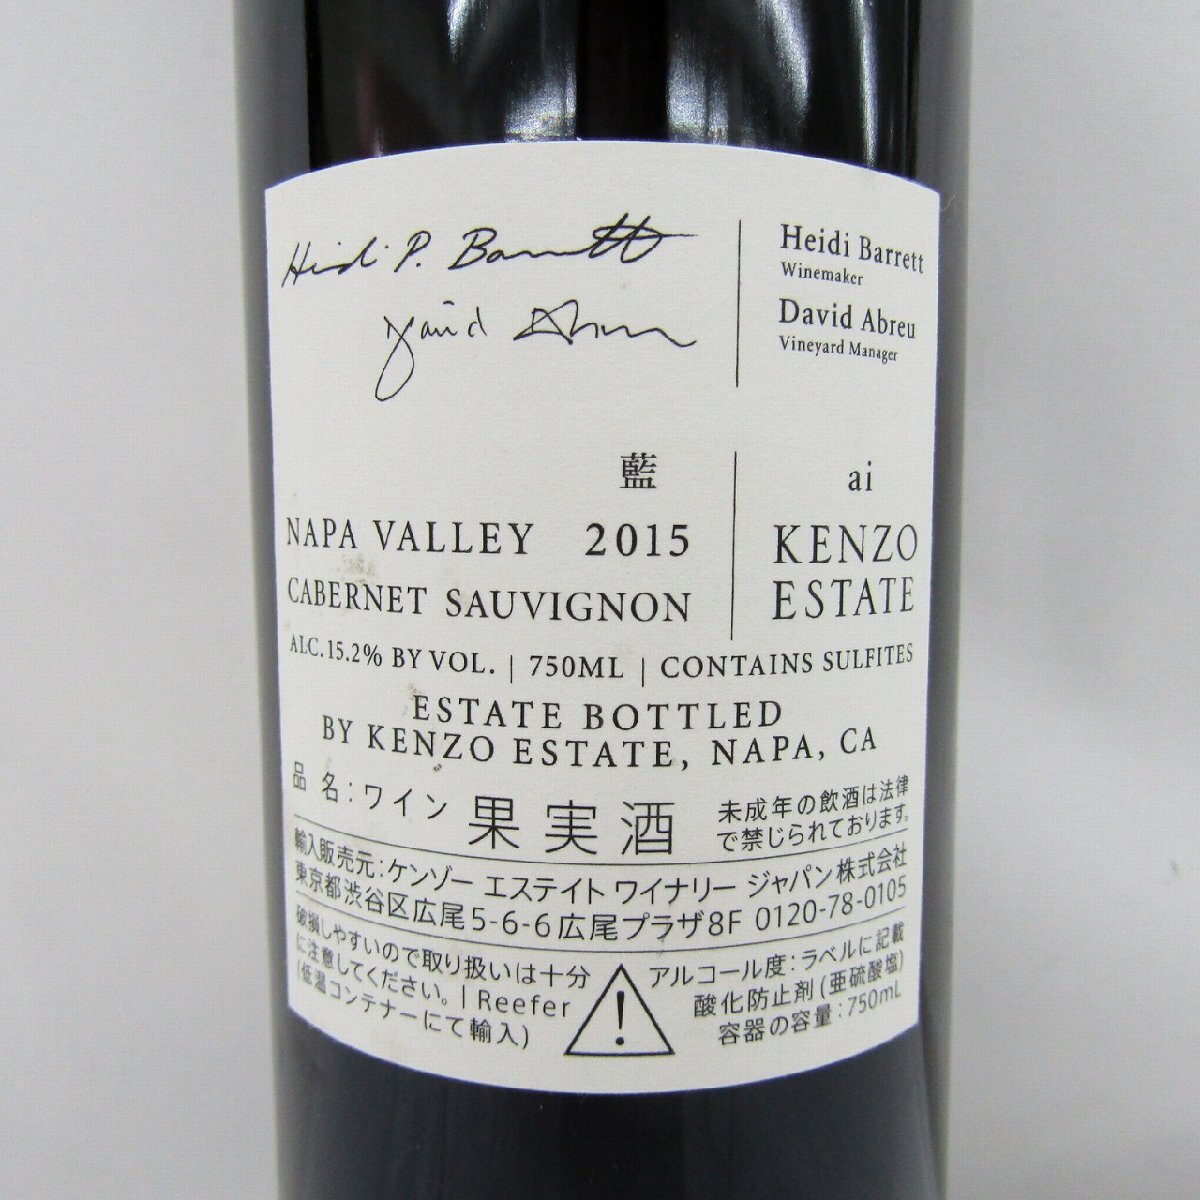 Heidi P. Barrett
David Abreu
Heidi Barrett
Winemaker
David Abreu
Vineyard Manager
藍
NAPA VALLEY 2015
CABERNET SAUVIGNON
ai
KENZO
ESTATE
ALC.15.2% BY VOL. | 750ML | CONTAINS SULFITES
ESTATE BOTTLED
BY KENZO ESTATE, NAPA, CA
品 名:ワイン 果実酒
未成年の飲酒は法律
で禁じられております。
輸入販売元:ケンゾー エステイト ワイナリー ジャパン株式会社
東京都渋谷区広尾5-6-6広尾プラザ8F 0120-78-0105
破損しやすいので取り扱いは十分
に注意してください。| Reefer
(低温コンテナーにて輸入)
!
アルコール度:ラベルに記載
酸化防止剤(亜硫酸塩)
容器の容量:750mL